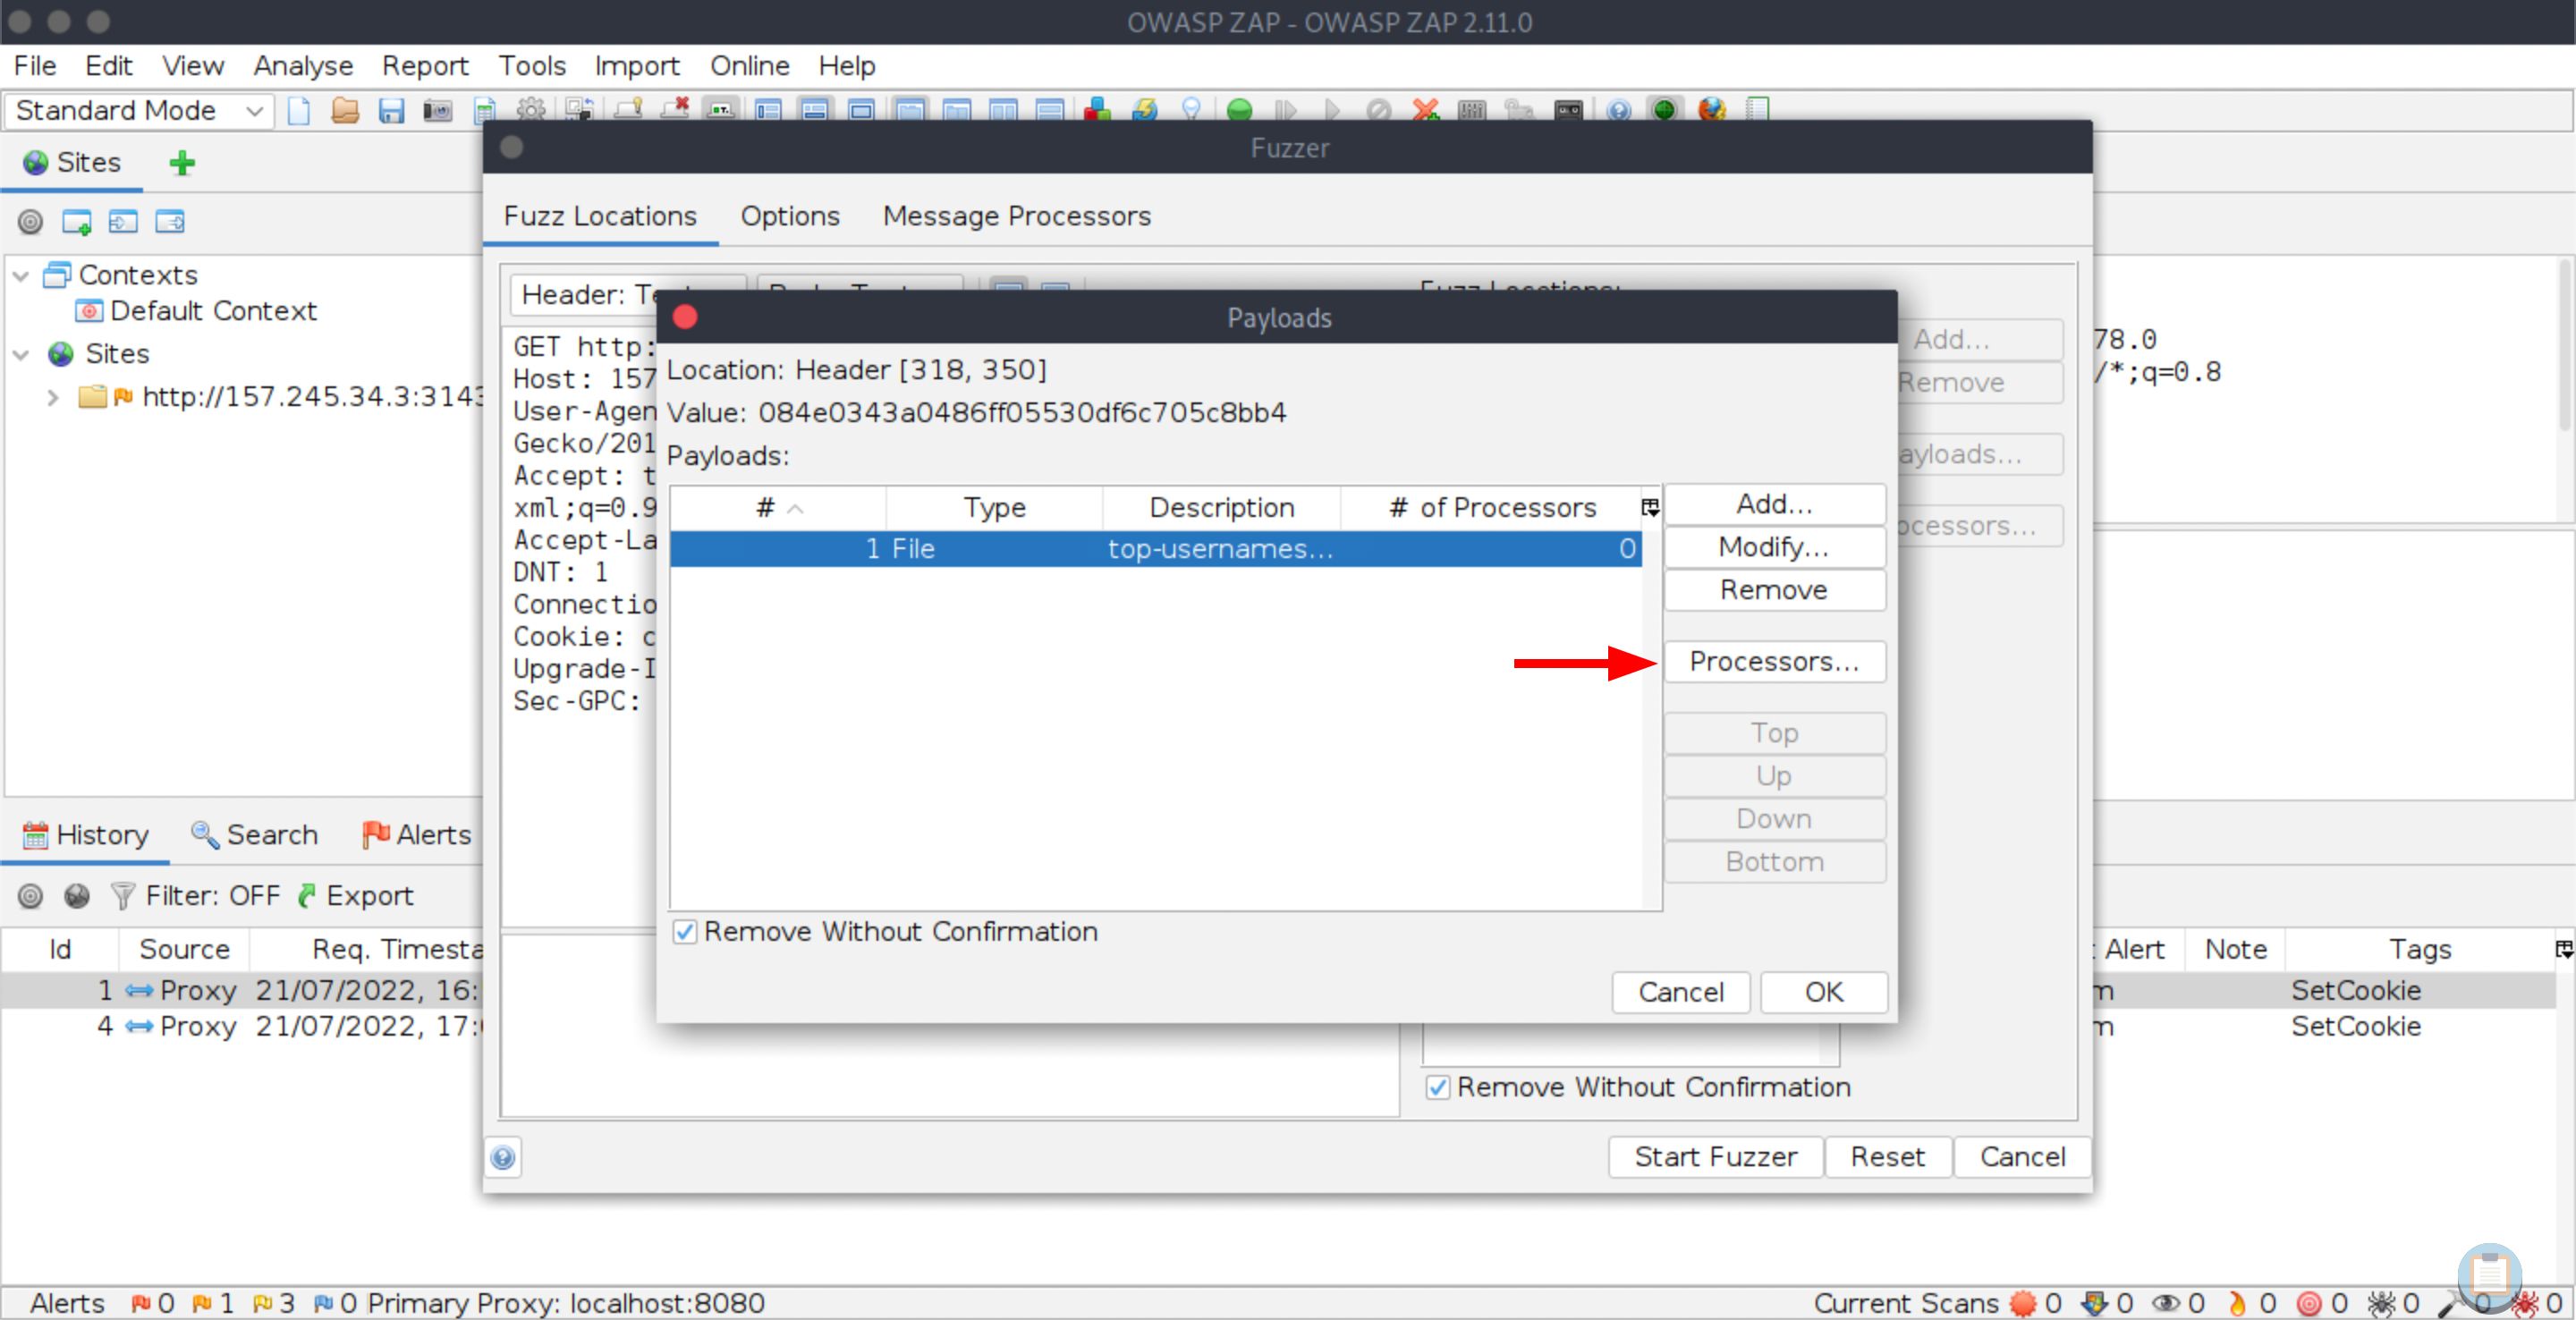 OWASP ZAP - OWASP ZAP 2.11.0
File Edit View Analyse Report Tools Import Online Help
Standard Mode
Sites
Fuzzer
Fuzz Locations Options Message Processors
Contexts
Default Context
Sites
http://157.245.34.3:3143
Header: Text
Fuzz Locations:
GET http:
Host: 157
User-Agen
Gecko/201
Accept: t
xml;q=0.9
Accept-La
DNT: 1
Connectio
Cookie: c
Upgrade-I
Sec-GPC:
Payloads
Location: Header [318, 350]
Value: 084e0343a0486ff05530df6c705c8bb4
Payloads:
# Type Description # of Processors
1 File top-usernames... 0
Add...
Modify...
Remove
Processors...
Top
Up
Down
Bottom
Remove Without Confirmation
Cancel OK
Add...
Remove
ayloads...
ocessors...
78.0
/*;q=0.8
Remove Without Confirmation
Start Fuzzer Reset Cancel
History Search Alerts
Filter: OFF Export
Id Source Req. Timesta Alert Note Tags
1 Proxy 21/07/2022, 16: m SetCookie
4 Proxy 21/07/2022, 17: m SetCookie
Alerts 0 1 3 0 Primary Proxy: localhost:8080
Current Scans 0 0 0 0 0 0 0 0